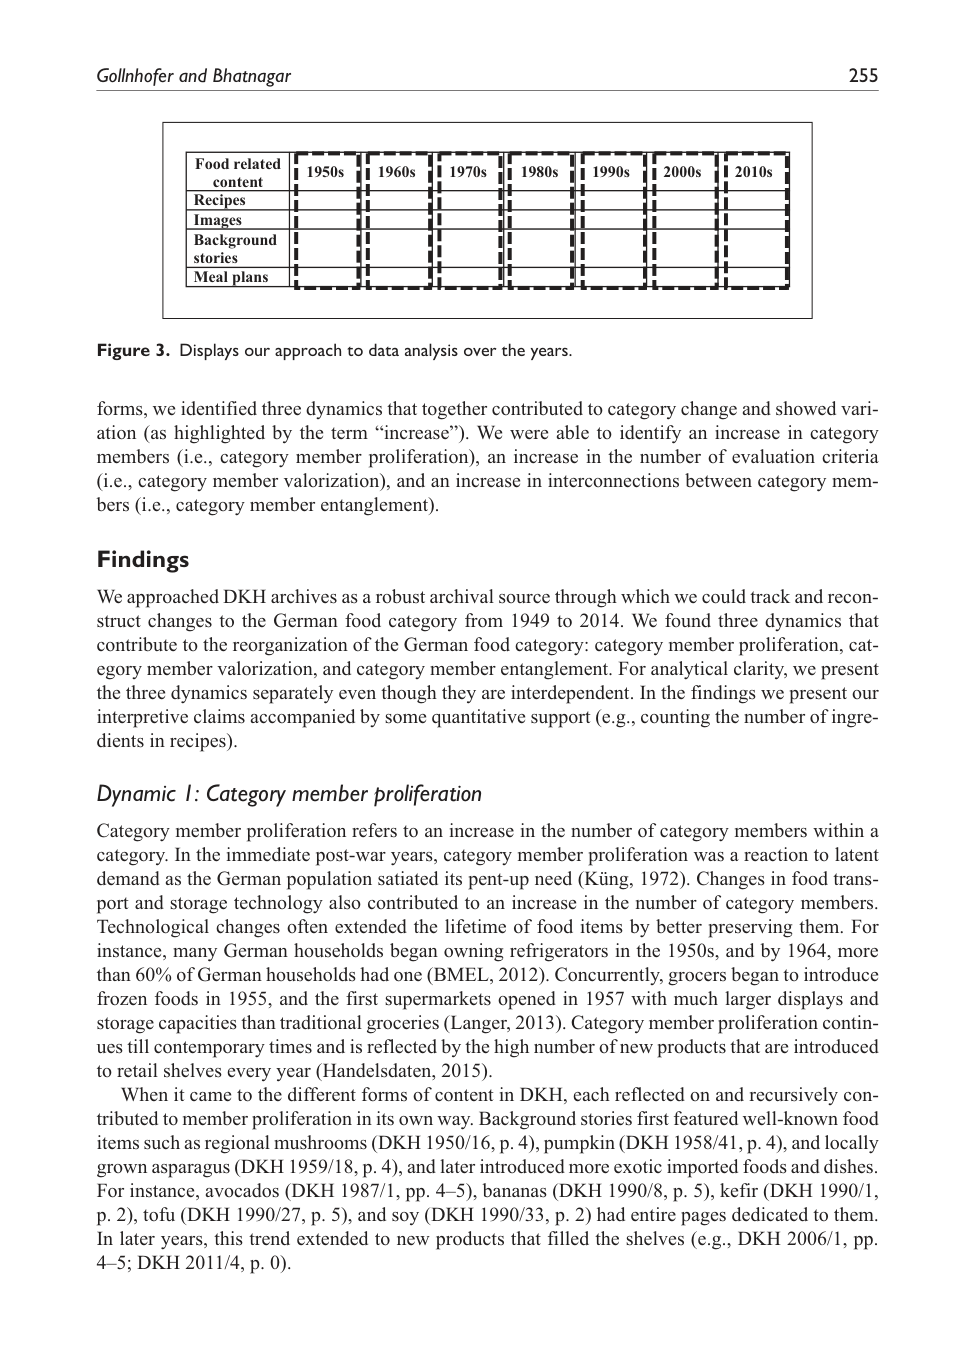 Gollnhofer and Bhatnagar 255
Food related content 1950s 1960s 1970s 1980s 1990s 2000s 2010s
Recipes
Images
Background stories
Meal plans
Figure 3. Displays our approach to data analysis over the years.
forms, we identified three dynamics that together contributed to category change and showed vari-
ation (as highlighted by the term “increase”). We were able to identify an increase in category
members (i.e., category member proliferation), an increase in the number of evaluation criteria
(i.e., category member valorization), and an increase in interconnections between category mem-
bers (i.e., category member entanglement).
Findings
We approached DKH archives as a robust archival source through which we could track and recon-
struct changes to the German food category from 1949 to 2014. We found three dynamics that
contribute to the reorganization of the German food category: category member proliferation, cat-
egory member valorization, and category member entanglement. For analytical clarity, we present
the three dynamics separately even though they are interdependent. In the findings we present our
interpretive claims accompanied by some quantitative support (e.g., counting the number of ingre-
dients in recipes).
Dynamic 1: Category member proliferation
Category member proliferation refers to an increase in the number of category members within a
category. In the immediate post-war years, category member proliferation was a reaction to latent
demand as the German population satiated its pent-up need (Küng, 1972). Changes in food trans-
port and storage technology also contributed to an increase in the number of category members.
Technological changes often extended the lifetime of food items by better preserving them. For
instance, many German households began owning refrigerators in the 1950s, and by 1964, more
than 60% of German households had one (BMEL, 2012). Concurrently, grocers began to introduce
frozen foods in 1955, and the first supermarkets opened in 1957 with much larger displays and
storage capacities than traditional groceries (Langer, 2013). Category member proliferation contin-
ues till contemporary times and is reflected by the high number of new products that are introduced
to retail shelves every year (Handelsdaten, 2015).
When it came to the different forms of content in DKH, each reflected on and recursively con-
tributed to member proliferation in its own way. Background stories first featured well-known food
items such as regional mushrooms (DKH 1950/16, p. 4), pumpkin (DKH 1958/41, p. 4), and locally
grown asparagus (DKH 1959/18, p. 4), and later introduced more exotic imported foods and dishes.
For instance, avocados (DKH 1987/1, pp. 4–5), bananas (DKH 1990/8, p. 5), kefir (DKH 1990/1,
p. 2), tofu (DKH 1990/27, p. 5), and soy (DKH 1990/33, p. 2) had entire pages dedicated to them.
In later years, this trend extended to new products that filled the shelves (e.g., DKH 2006/1, pp.
4–5; DKH 2011/4, p. 0).